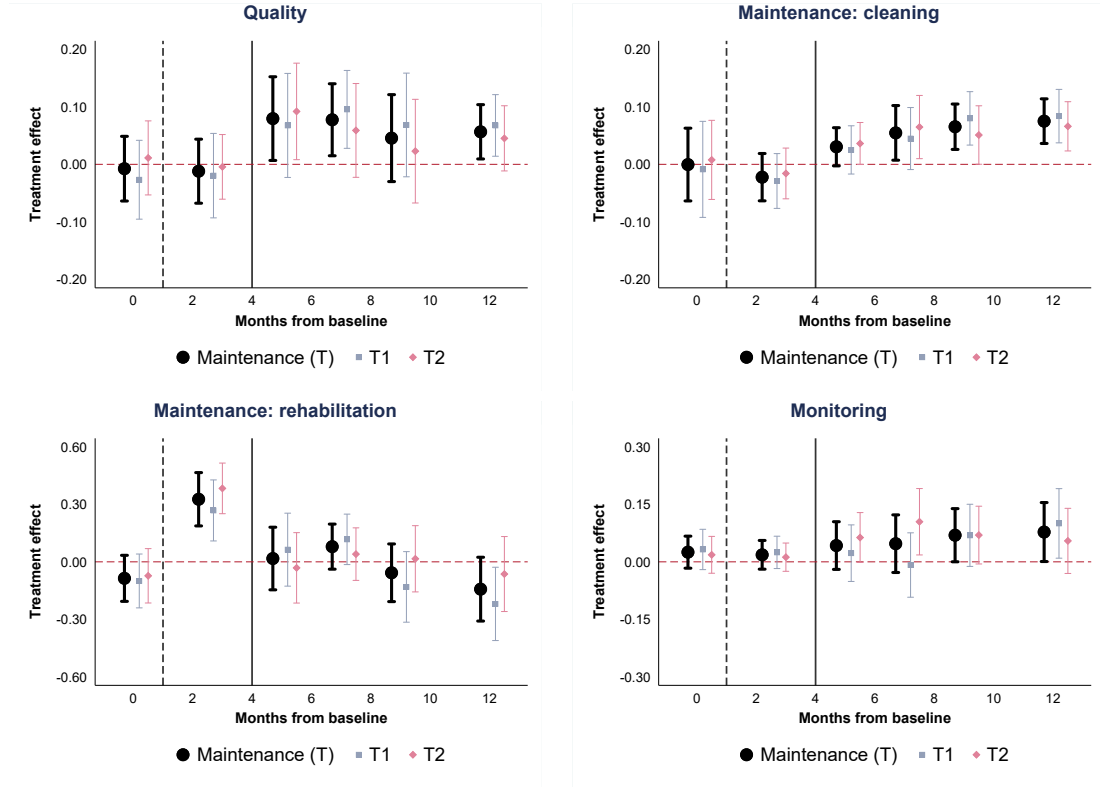 Quality
0.20
0.10
0.00
-0.10
-0.20
Treatment effect
0 2 4 6 8 10 12
Months from baseline
Maintenance (T) T1 T2
Maintenance: cleaning
0.20
0.10
0.00
-0.10
-0.20
Treatment effect
0 2 4 6 8 10 12
Months from baseline
Maintenance (T) T1 T2
Maintenance: rehabilitation
0.60
0.30
0.00
-0.30
-0.60
Treatment effect
0 2 4 6 8 10 12
Months from baseline
Maintenance (T) T1 T2
Monitoring
0.30
0.15
0.00
-0.15
-0.30
Treatment effect
0 2 4 6 8 10 12
Months from baseline
Maintenance (T) T1 T2